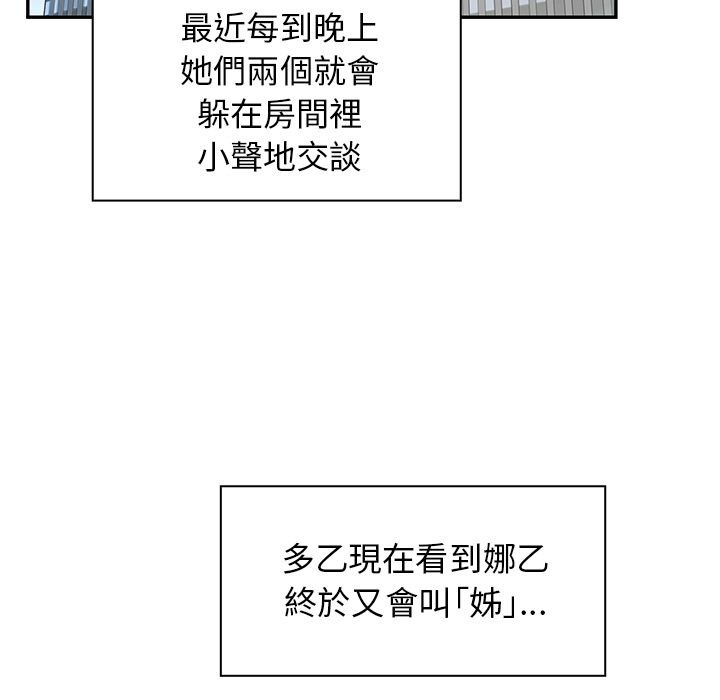 最近每到晚上
她們兩個就會
躲在房間裡
小聲地交談
多乙現在看到娜乙
終於又會叫「姊」...